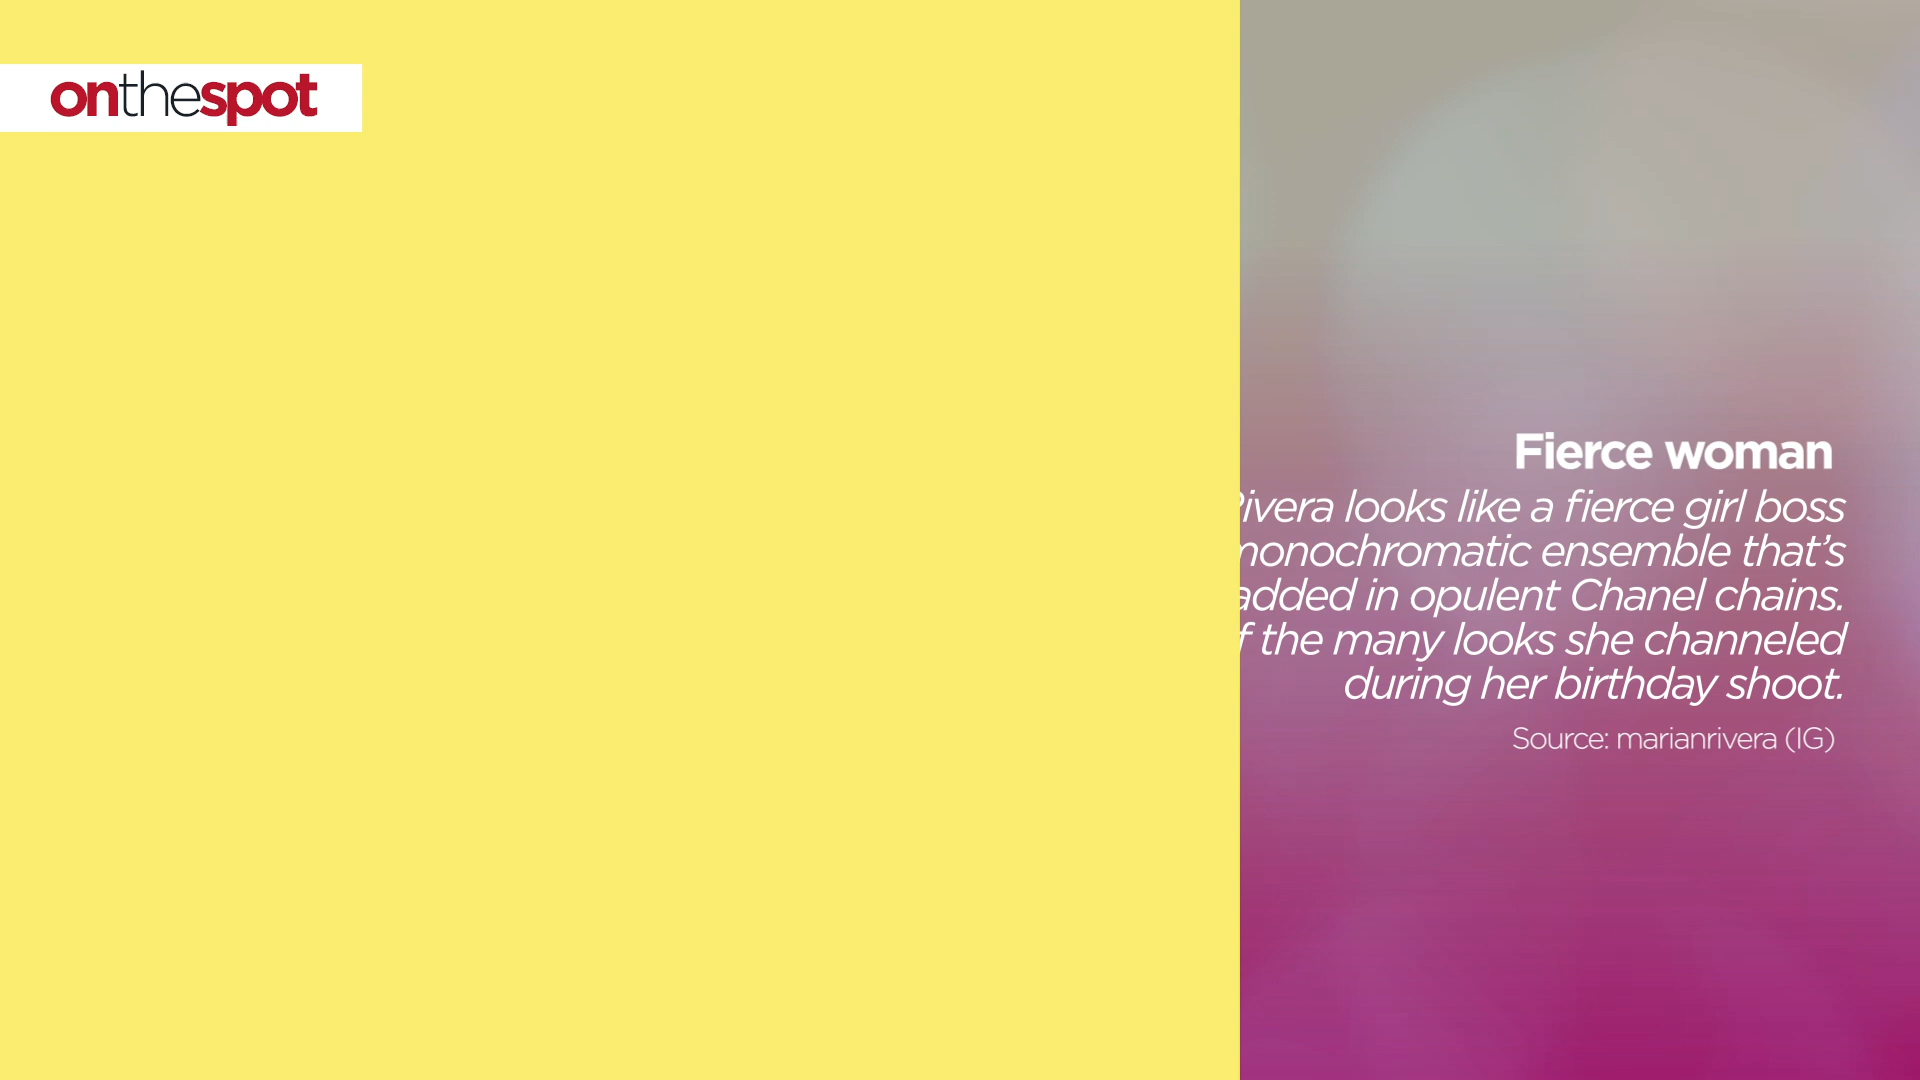 onthespot
Fierce woman
ivera looks like a fierce girl boss
monochromatic ensemble that’s
added in opulent Chanel chains.
f the many looks she channeled
during her birthday shoot.
Source: marianrivera (IG)